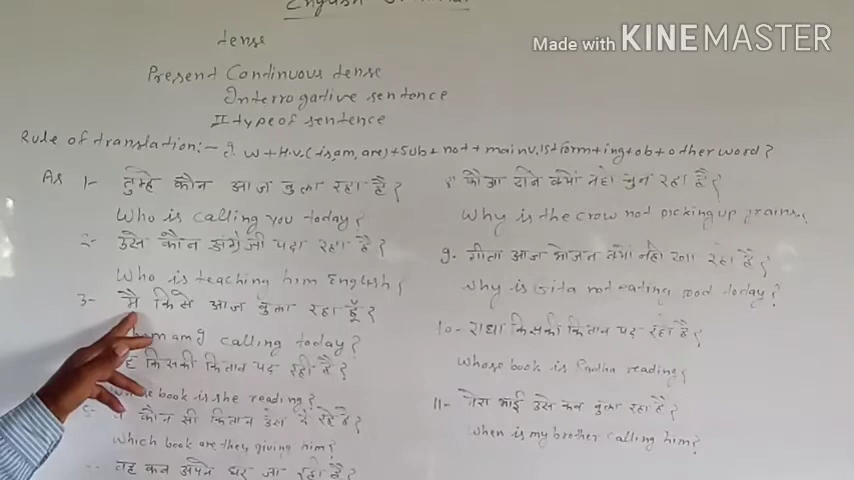 English Grammar
Made with KINEMASTER
tense
Present Continuous tense
Interrogative sentence
II type of sentence
Rule of translation:- W + H.V. (is, am, are) + Sub + not + main v. Ist form + ing + ob + other word?
As 1- तुम्हे कौन आज बुला रहा है?
Who is calling you today?
2- उसे कौन अंग्रेजी पढा रहा है?
Who is teaching him English?
3- मै किसे आज बुला रहा हूँ?
calling today?
किसकी किताब पढ़ रही है?
book is she reading?
कौन सी किताब उसे दे रहे है?
Which book are they giving him?
वह कब अपने घर जा रहा है?
कौआ दाने क्यों नही चुन रहा है?
Why is the crow not picking up grains?
9. गीता आज भोजन क्यों नही खा रही है?
Why is Gita not eating food today?
10- राधा किसकी किताब पढ़ रही है?
Whose book is Radha reading?
11- मेरा भाई उसे कब बुला रहा है?
When is my brother calling him?